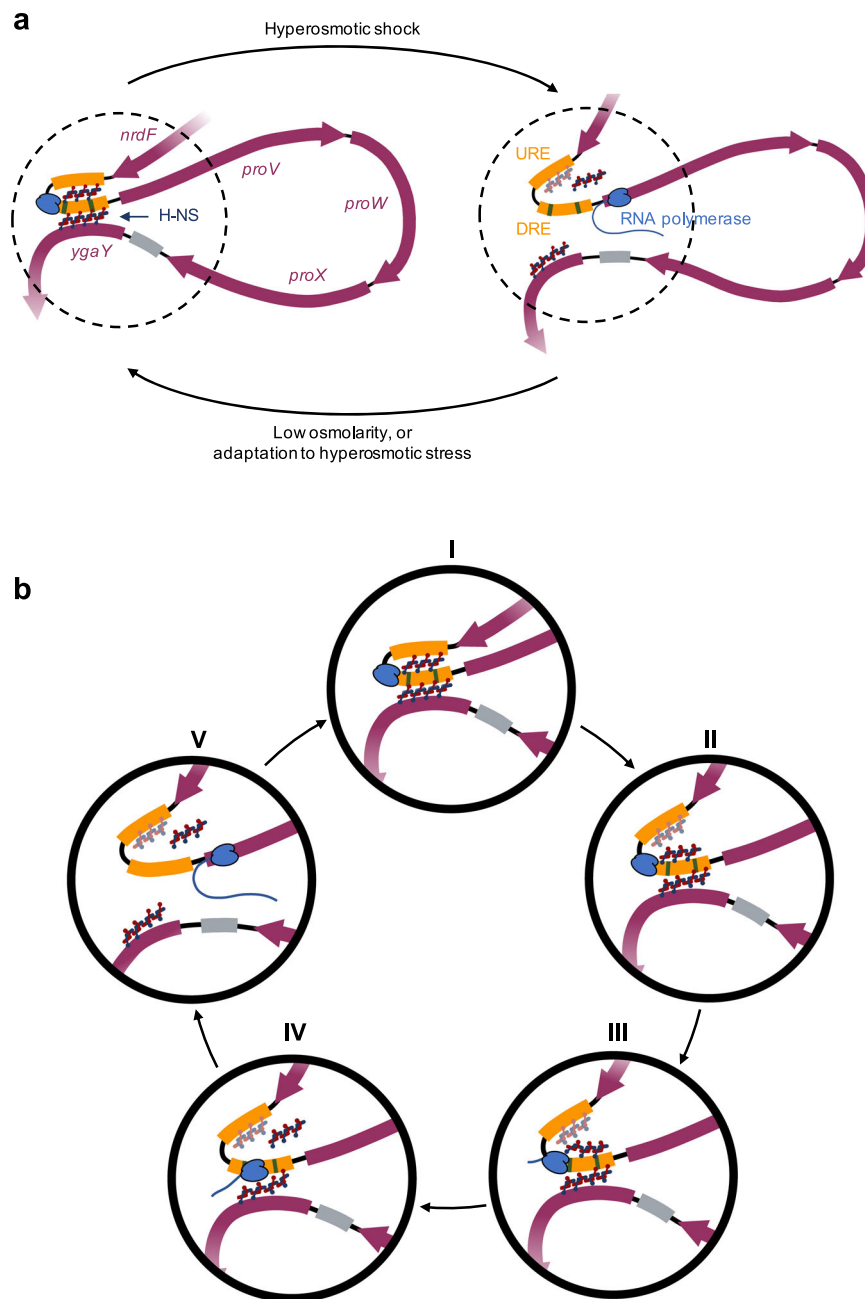 a
Hyperosmotic shock
nrdF
proV
proW
H-NS
ygaY
proX
URE
DRE
RNA polymerase
Low osmolarity, or
adaptation to hyperosmotic stress
b
I
II
III
IV
V